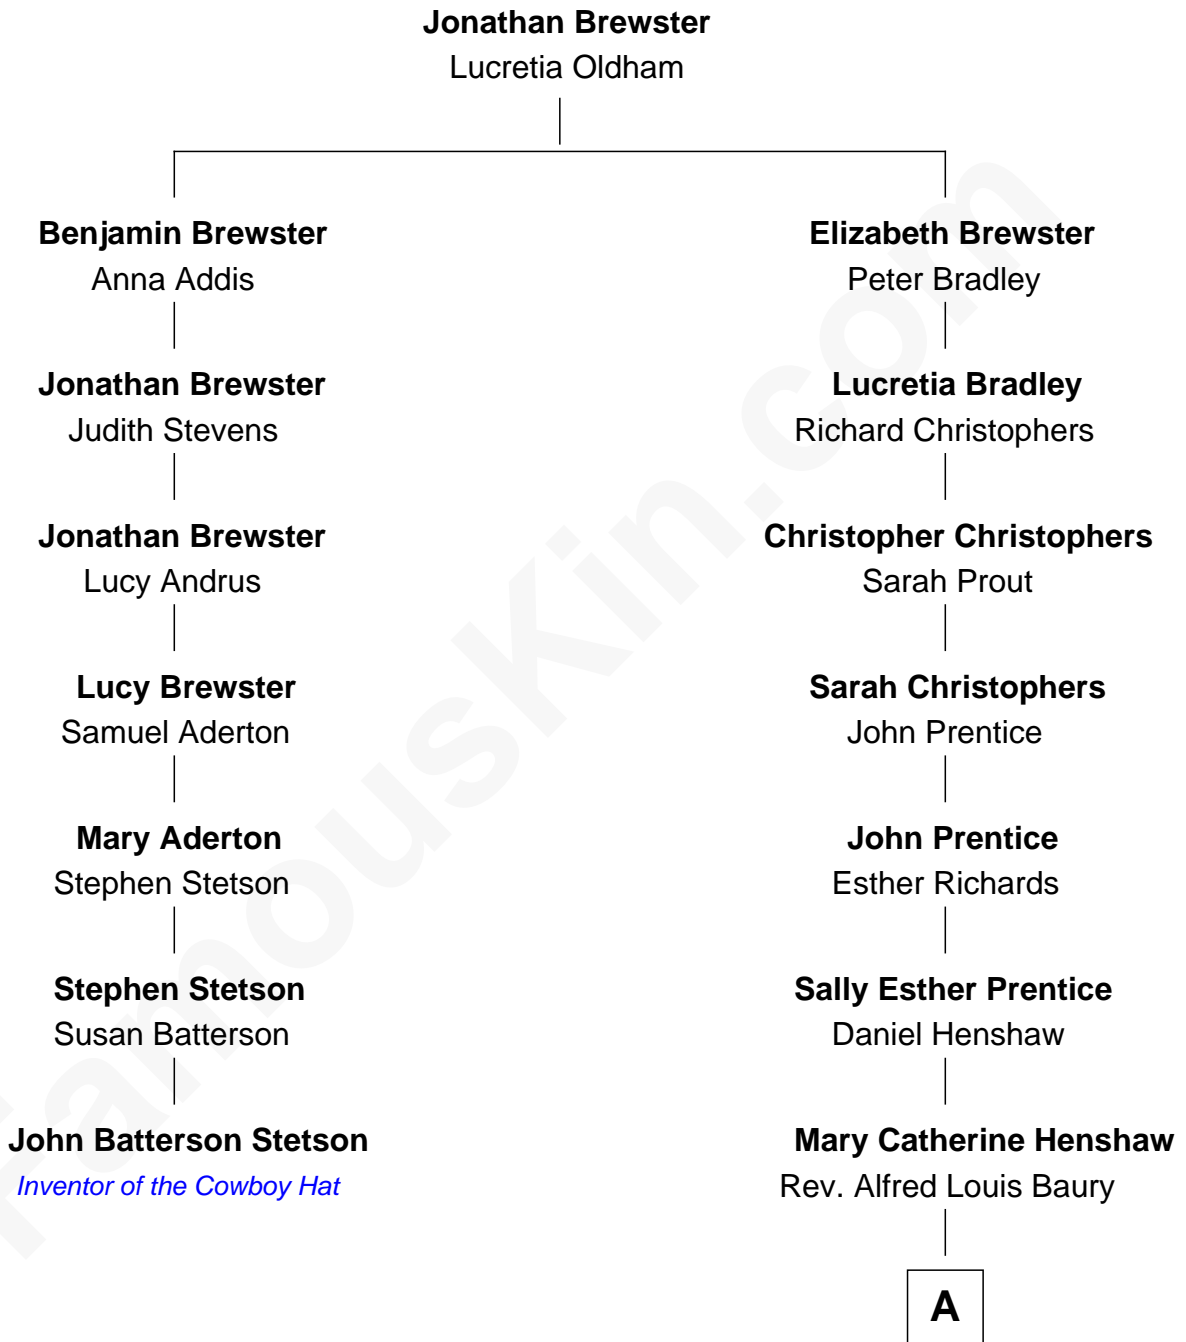 Jonathan Brewster
Lucretia Oldham
Benjamin Brewster
Anna Addis
Jonathan Brewster
Judith Stevens
Jonathan Brewster
Lucy Andrus
Lucy Brewster
Samuel Aderton
Mary Aderton
Stephen Stetson
Stephen Stetson
Susan Batterson
John Batterson Stetson
Inventor of the Cowboy Hat
Elizabeth Brewster
Peter Bradley
Lucretia Bradley
Richard Christophers
Christopher Christophers
Sarah Prout
Sarah Christophers
John Prentice
John Prentice
Esther Richards
Sally Esther Prentice
Daniel Henshaw
Mary Catherine Henshaw
Rev. Alfred Louis Baury
A
FamousKin.com